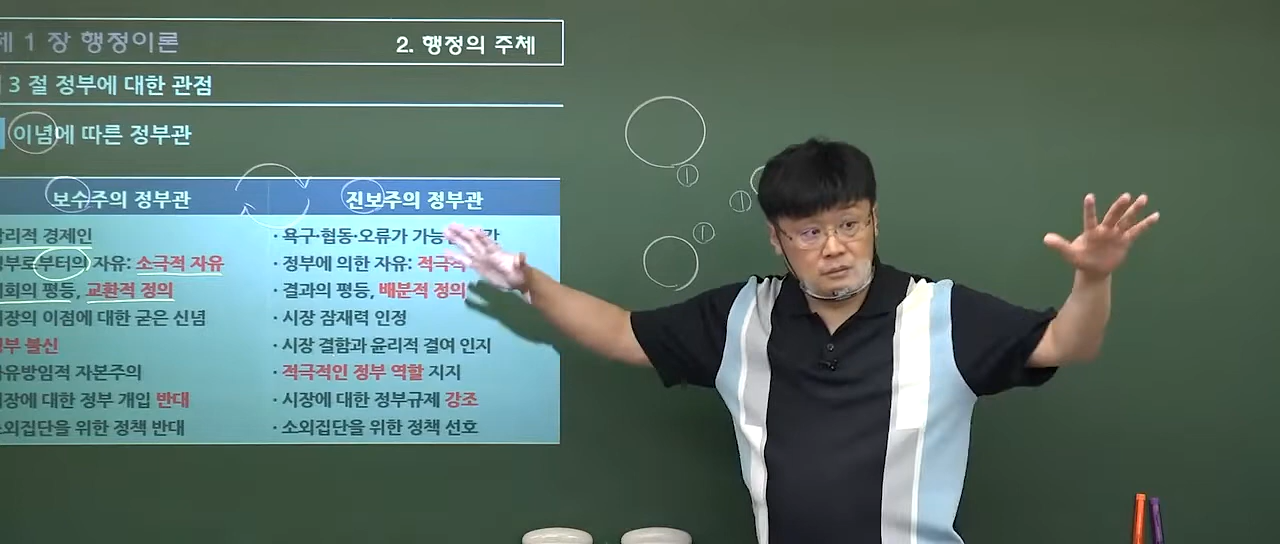 제 1 장 행정이론 2. 행정의 주체
3 절 정부에 대한 관점
이념에 따른 정부관
보수주의 정부관 진보주의 정부관
합리적 경제인 · 욕구·협동·오류가
정부로부터의 자유: 소극적 자유 · 정부에 의한 자유:
기회의 평등, 교환적 정의 · 결과의 평등, 배분적 정의
시장의 이점에 대한 굳은 신념 · 시장 잠재력 인정
정부 불신 · 시장 결함과 윤리적 결여 인지
자유방임적 자본주의 · 적극적인 정부 역할 지지
시장에 대한 정부 개입 반대 · 시장에 대한 정부규제 강조
소외집단을 위한 정책 반대 · 소외집단을 위한 정책 선호
1
1
1